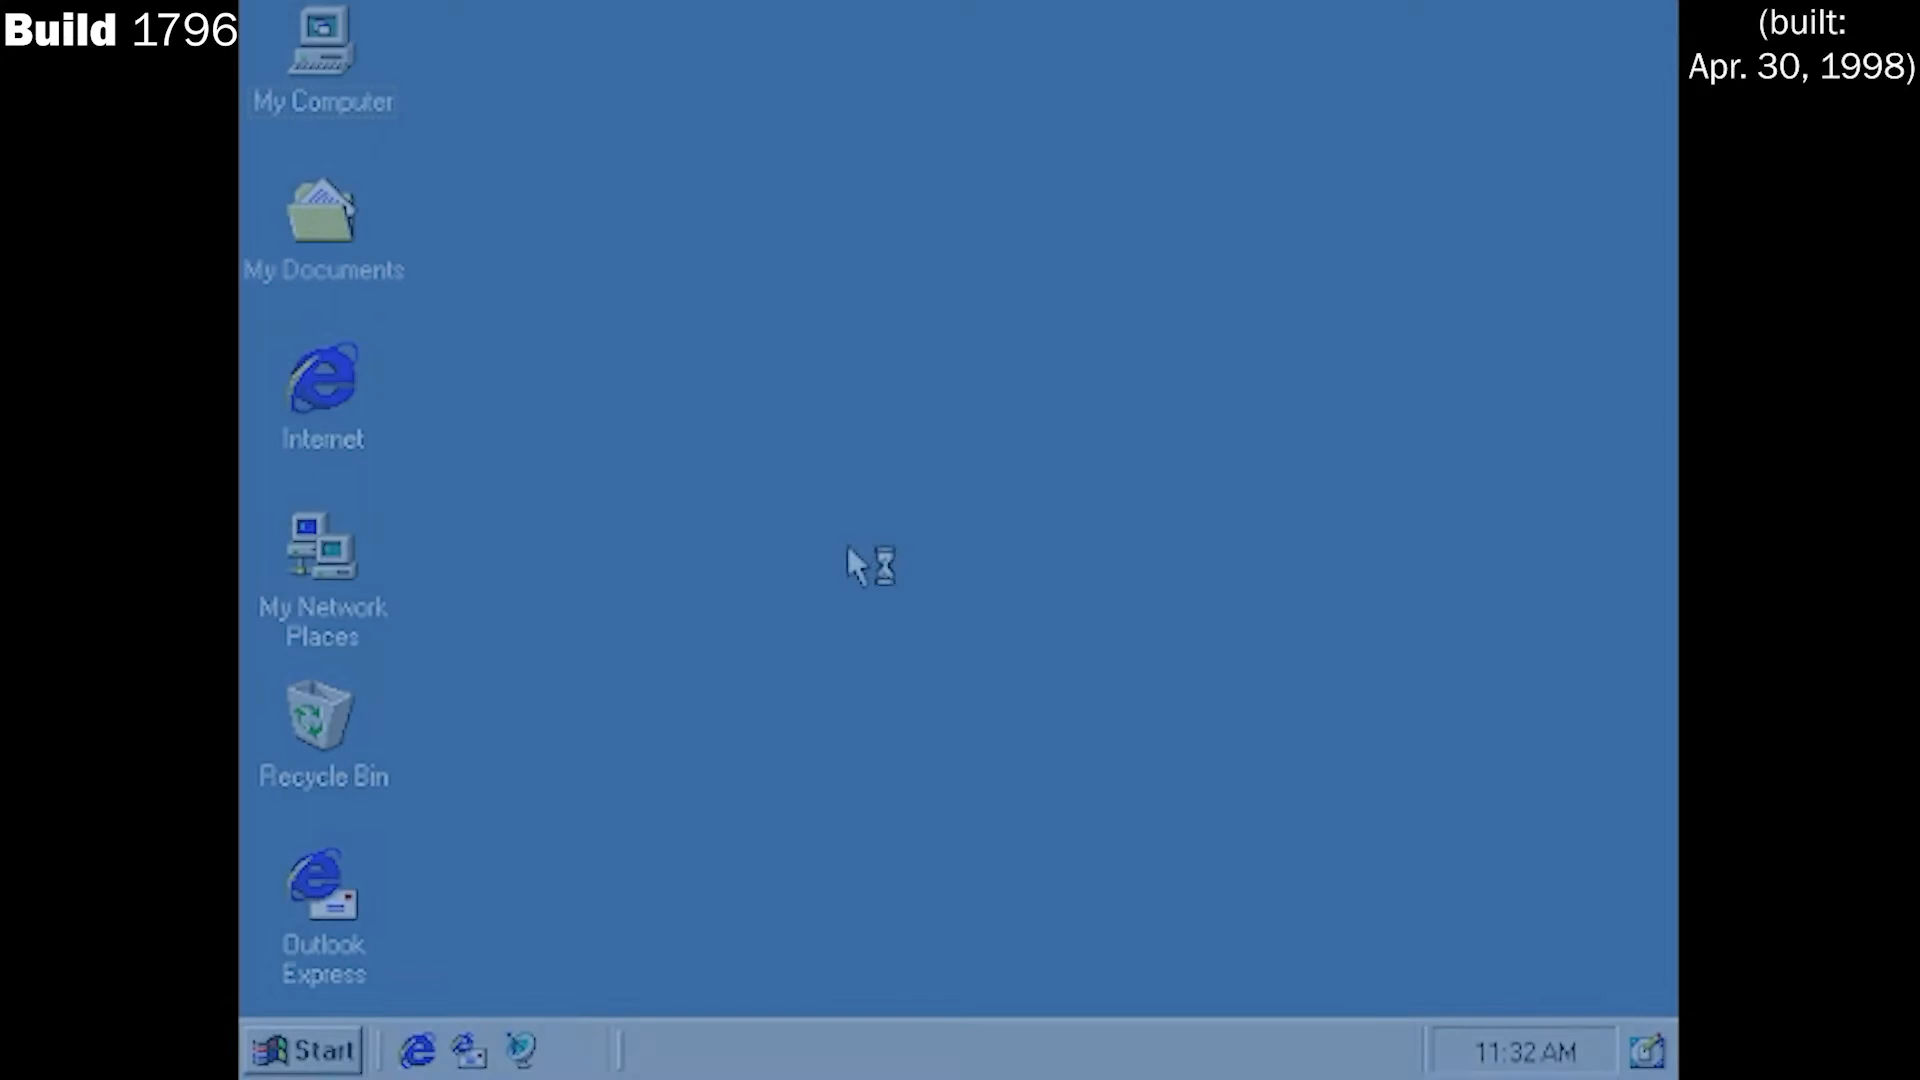 Build 1796
(built:
Apr. 30, 1998)
My Computer
My Documents
Internet
My Network
Places
Recycle Bin
Outlook
Express
Start
11:32 AM